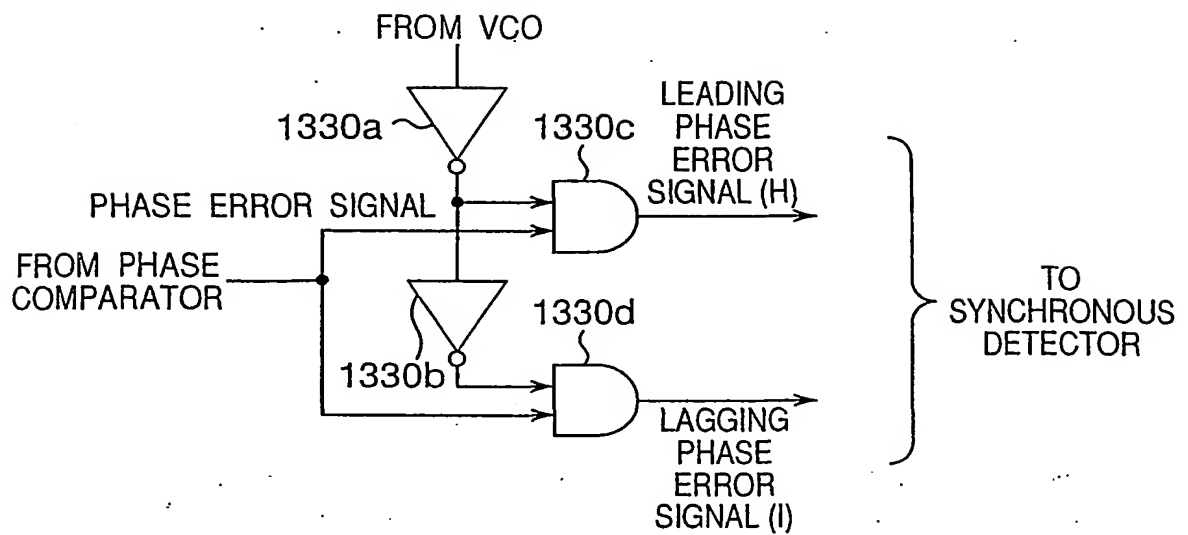 FROM VCO
1330a
1330c
LEADING
PHASE
ERROR
SIGNAL (H)
PHASE ERROR SIGNAL
FROM PHASE
COMPARATOR
1330b
1330d
LAGGING
PHASE
ERROR
SIGNAL (I)
TO
SYNCHRONOUS
DETECTOR